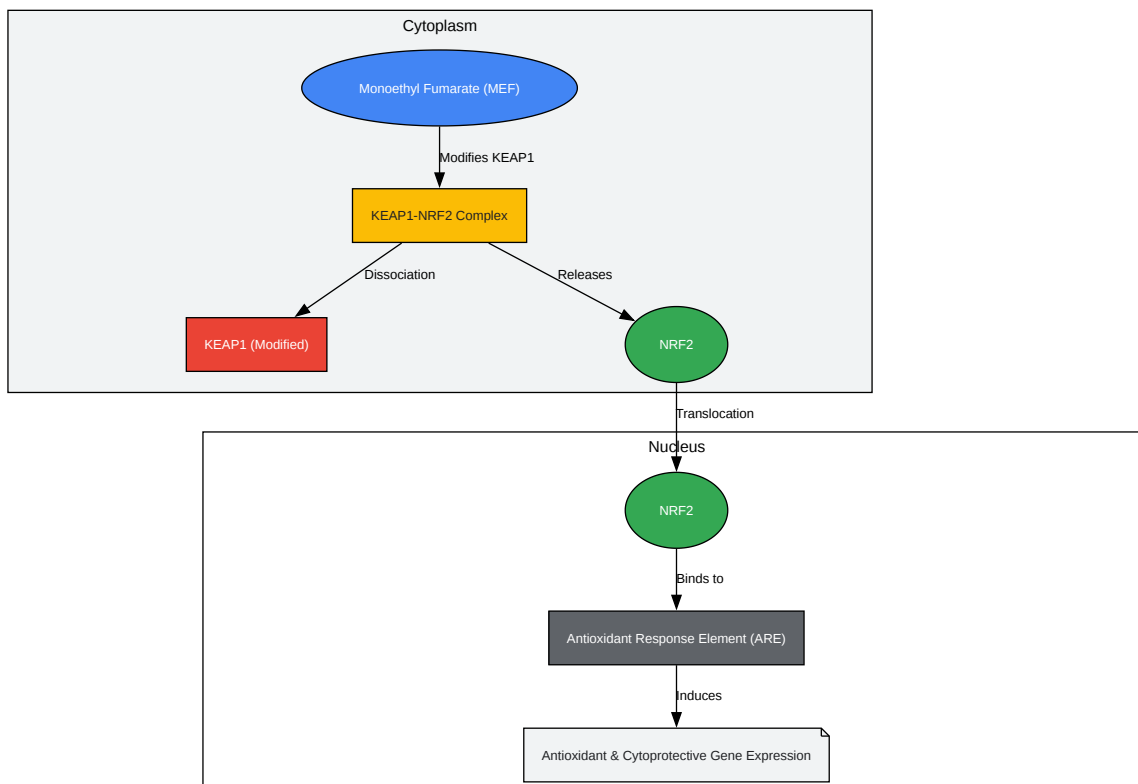 Cytoplasm
Monoethyl Fumarate (MEF)
Modifies KEAP1
KEAP1-NRF2 Complex
Dissociation
Releases
KEAP1 (Modified)
NRF2
Translocation
Nucleus
NRF2
Binds to
Antioxidant Response Element (ARE)
Induces
Antioxidant & Cytoprotective Gene Expression